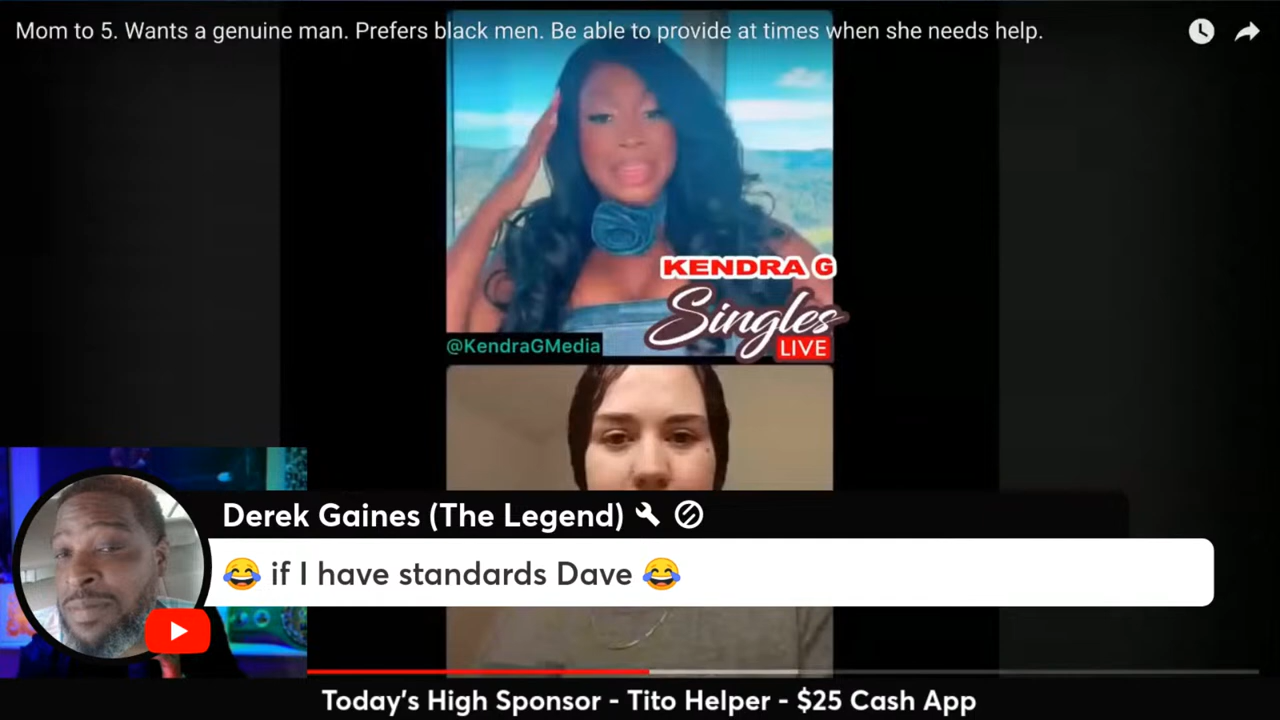 Mom to 5. Wants a genuine man. Prefers black men. Be able to provide at times when she needs help.
KENDRA G
Singles
LIVE
@KendraGMedia
Derek Gaines (The Legend)
😂 if I have standards Dave 😂
Today's High Sponsor - Tito Helper - $25 Cash App